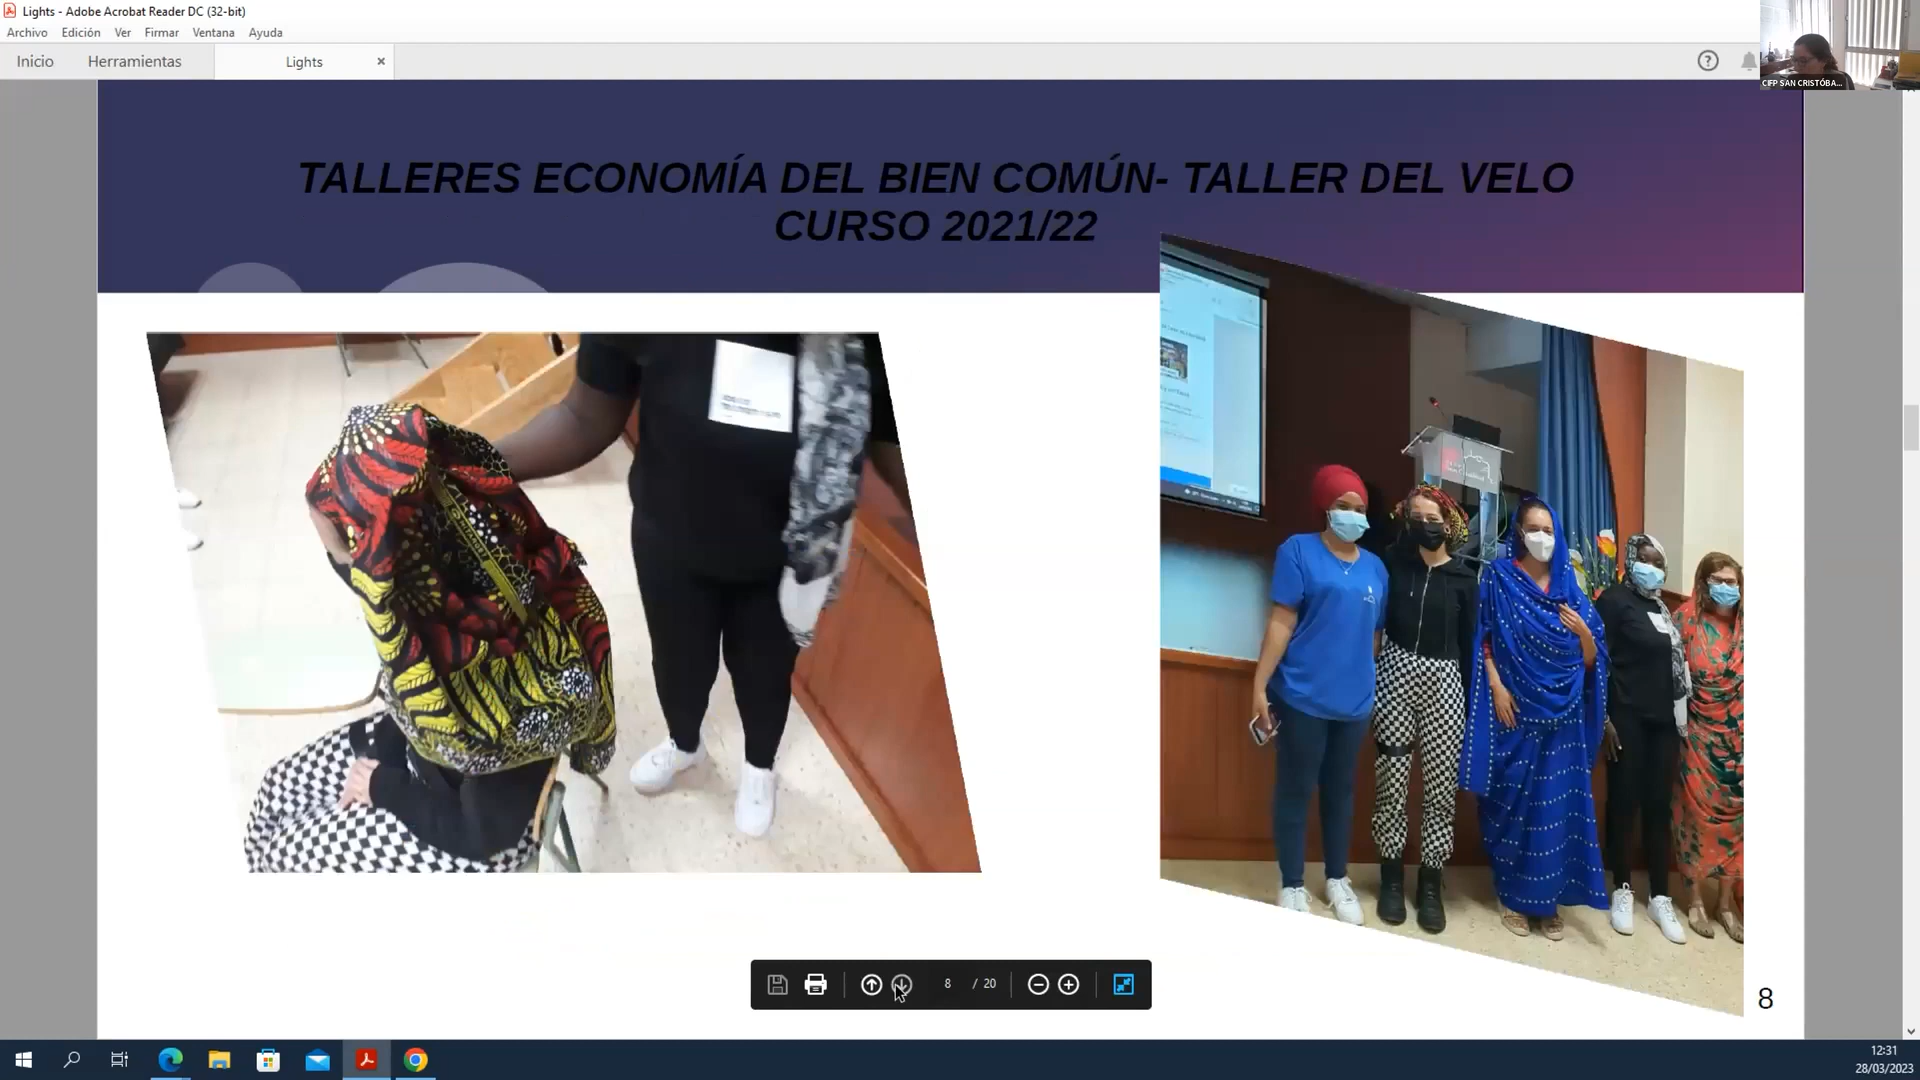 Lights - Adobe Acrobat Reader DC (32-bit)
Archivo Edición Ver Firmar Ventana Ayuda
Inicio Herramientas Lights
CIFP SAN CRISTÓBA...
TALLERES ECONOMÍA DEL BIEN COMÚN- TALLER DEL VELO
CURSO 2021/22
8 / 20
8
12:31
28/03/2023